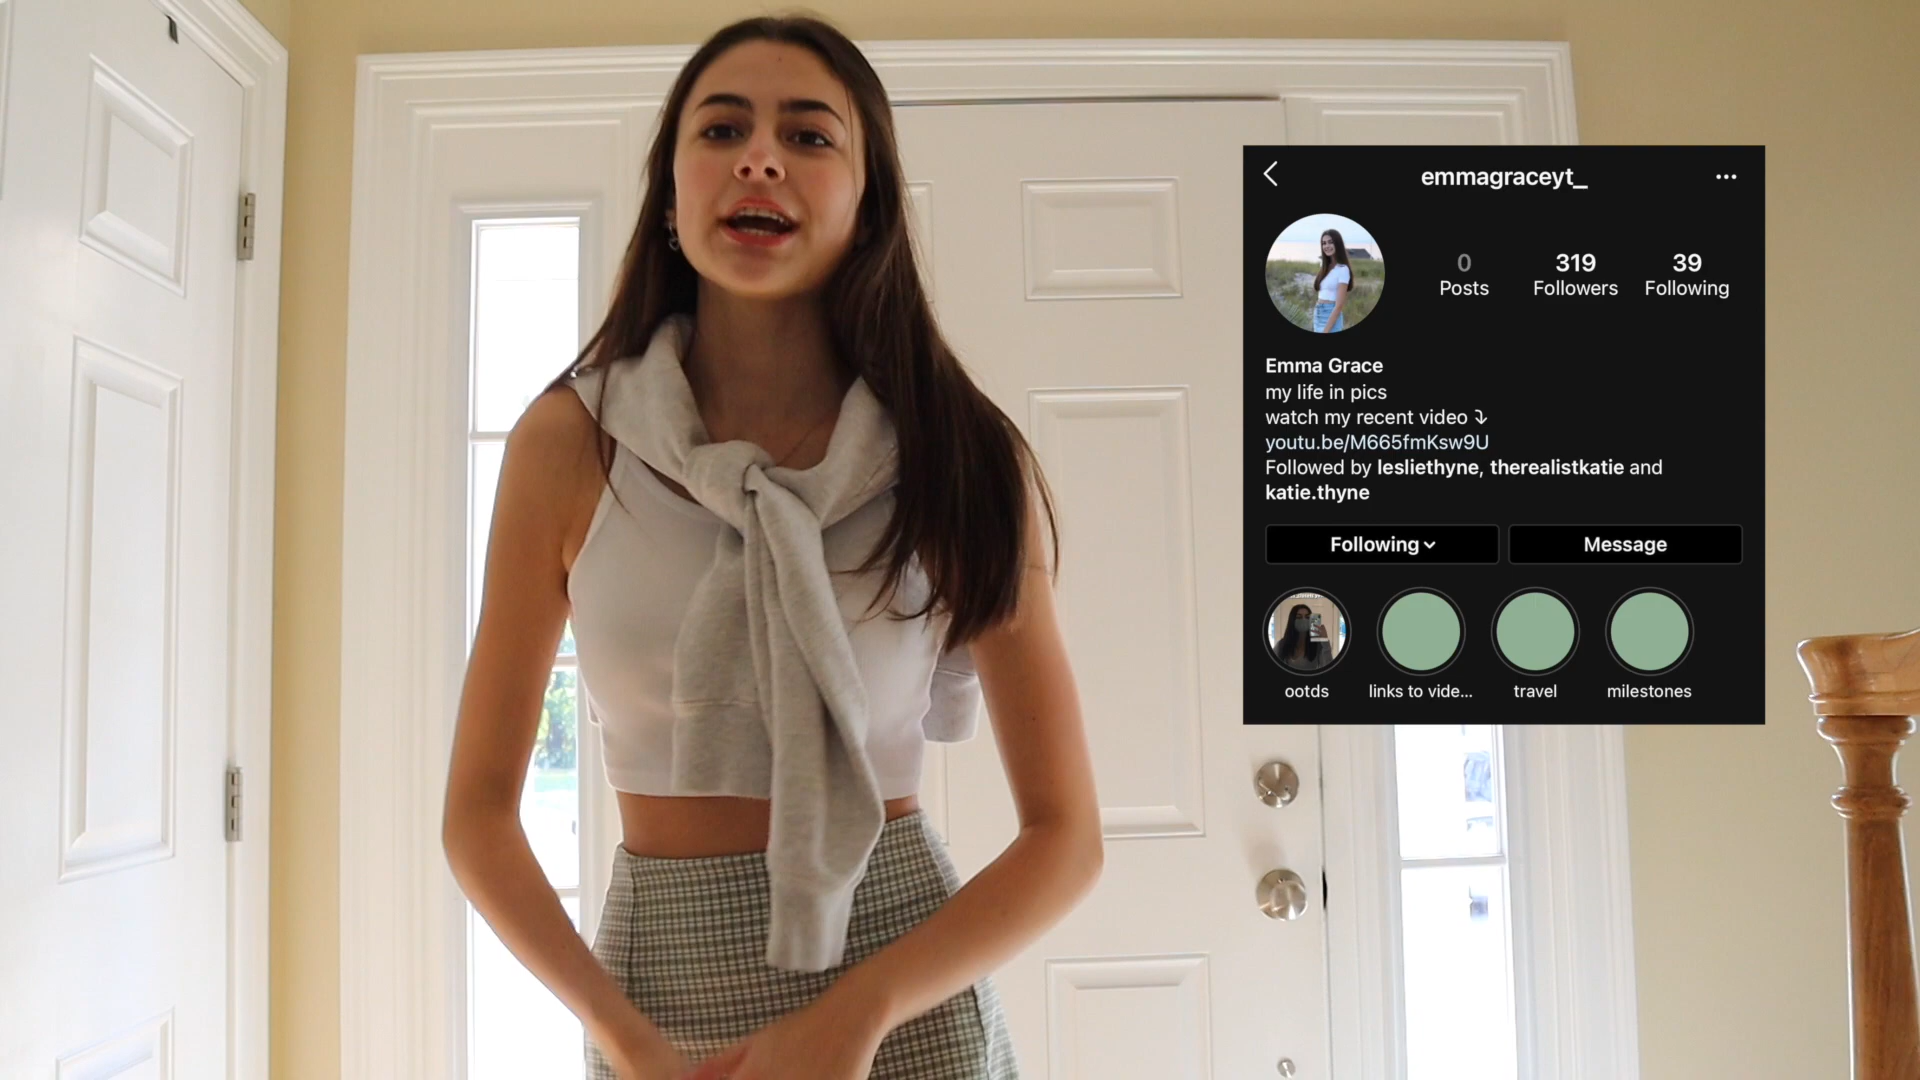 emmagraceyt_
0 319 39
Posts Followers Following
Emma Grace
my life in pics
watch my recent video ⤵
youtu.be/M665fmKsw9U
Followed by lesliethyne, therealistkatie and
katie.thyne
Following Message
ootds links to vide... travel milestones